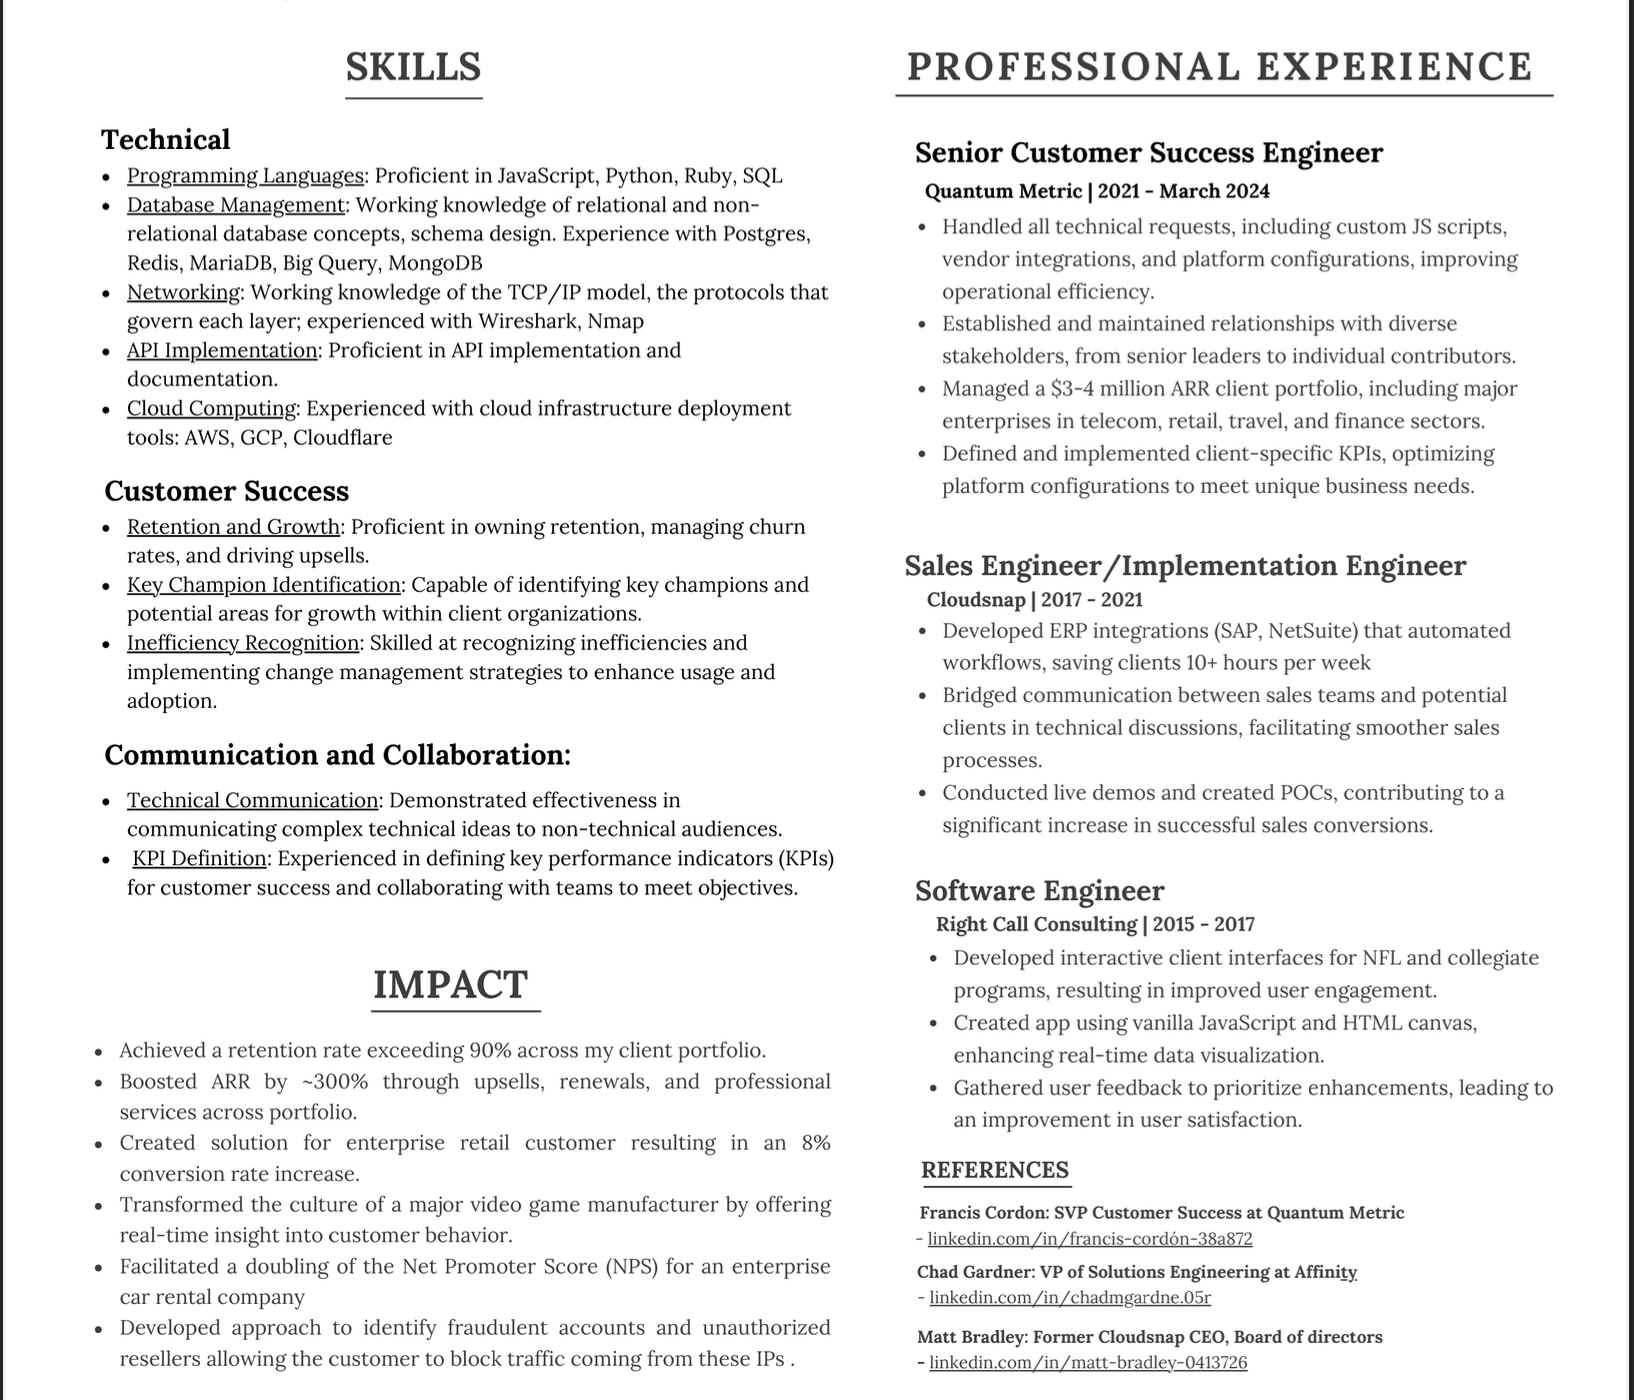 SKILLS
Technical
• Programming Languages: Proficient in JavaScript, Python, Ruby, SQL
• Database Management: Working knowledge of relational and non-
relational database concepts, schema design. Experience with Postgres,
Redis, MariaDB, Big Query, MongoDB
• Networking: Working knowledge of the TCP/IP model, the protocols that
govern each layer; experienced with Wireshark, Nmap
• API Implementation: Proficient in API implementation and
documentation.
• Cloud Computing: Experienced with cloud infrastructure deployment
tools: AWS, GCP, Cloudflare
Customer Success
• Retention and Growth: Proficient in owning retention, managing churn
rates, and driving upsells.
• Key Champion Identification: Capable of identifying key champions and
potential areas for growth within client organizations.
• Inefficiency Recognition: Skilled at recognizing inefficiencies and
implementing change management strategies to enhance usage and
adoption.
Communication and Collaboration:
• Technical Communication: Demonstrated effectiveness in
communicating complex technical ideas to non-technical audiences.
• KPI Definition: Experienced in defining key performance indicators (KPIs)
for customer success and collaborating with teams to meet objectives.
IMPACT
• Achieved a retention rate exceeding 90% across my client portfolio.
• Boosted ARR by ~300% through upsells, renewals, and professional
services across portfolio.
• Created solution for enterprise retail customer resulting in an 8%
conversion rate increase.
• Transformed the culture of a major video game manufacturer by offering
real-time insight into customer behavior.
• Facilitated a doubling of the Net Promoter Score (NPS) for an enterprise
car rental company
• Developed approach to identify fraudulent accounts and unauthorized
resellers allowing the customer to block traffic coming from these IPs .
PROFESSIONAL EXPERIENCE
Senior Customer Success Engineer
Quantum Metric | 2021 - March 2024
• Handled all technical requests, including custom JS scripts,
vendor integrations, and platform configurations, improving
operational efficiency.
• Established and maintained relationships with diverse
stakeholders, from senior leaders to individual contributors.
• Managed a $3-4 million ARR client portfolio, including major
enterprises in telecom, retail, travel, and finance sectors.
• Defined and implemented client-specific KPIs, optimizing
platform configurations to meet unique business needs.
Sales Engineer/Implementation Engineer
Cloudsnap | 2017 - 2021
• Developed ERP integrations (SAP, NetSuite) that automated
workflows, saving clients 10+ hours per week
• Bridged communication between sales teams and potential
clients in technical discussions, facilitating smoother sales
processes.
• Conducted live demos and created POCs, contributing to a
significant increase in successful sales conversions.
Software Engineer
Right Call Consulting | 2015 - 2017
• Developed interactive client interfaces for NFL and collegiate
programs, resulting in improved user engagement.
• Created app using vanilla JavaScript and HTML canvas,
enhancing real-time data visualization.
• Gathered user feedback to prioritize enhancements, leading to
an improvement in user satisfaction.
REFERENCES
Francis Cordon: SVP Customer Success at Quantum Metric
- linkedin.com/in/francis-cordón-38a872
Chad Gardner: VP of Solutions Engineering at Affinity
- linkedin.com/in/chadmgardne.05r
Matt Bradley: Former Cloudsnap CEO, Board of directors
- linkedin.com/in/matt-bradley-0413726